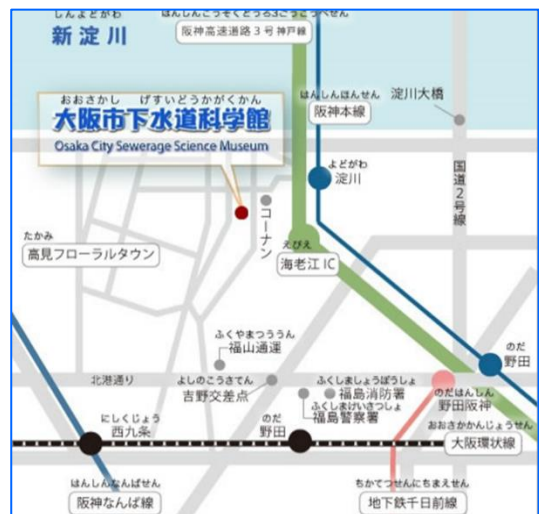 しんよどがわ
新淀川
はんしんこうそくどうろ3ごうこうべせん
阪神高速道路3号神戸線
おおさかし げすいどうかがくかん
大阪市下水道科学館
Osaka City Sewerage Science Museum
はんしんほんせん
阪神本線
淀川大橋
よどがわ
淀川
国道2号線
コーナン
たかみ
高見フローラルタウン
えびえ
海老江IC
ふくやまつううん
福山通運
のだ
野田
北港通り
よしのこうさてん
吉野交差点
ふくしましょうぼうしょ
福島消防署
ふくしまけいさつしょ
福島警察署
のだはんしん
野田阪神
にしくじょう
西九条
のだ
野田
おおさかかんじょうせん
大阪環状線
はんしんなんばせん
阪神なんば線
ちかてつせんにちまえせん
地下鉄千日前線